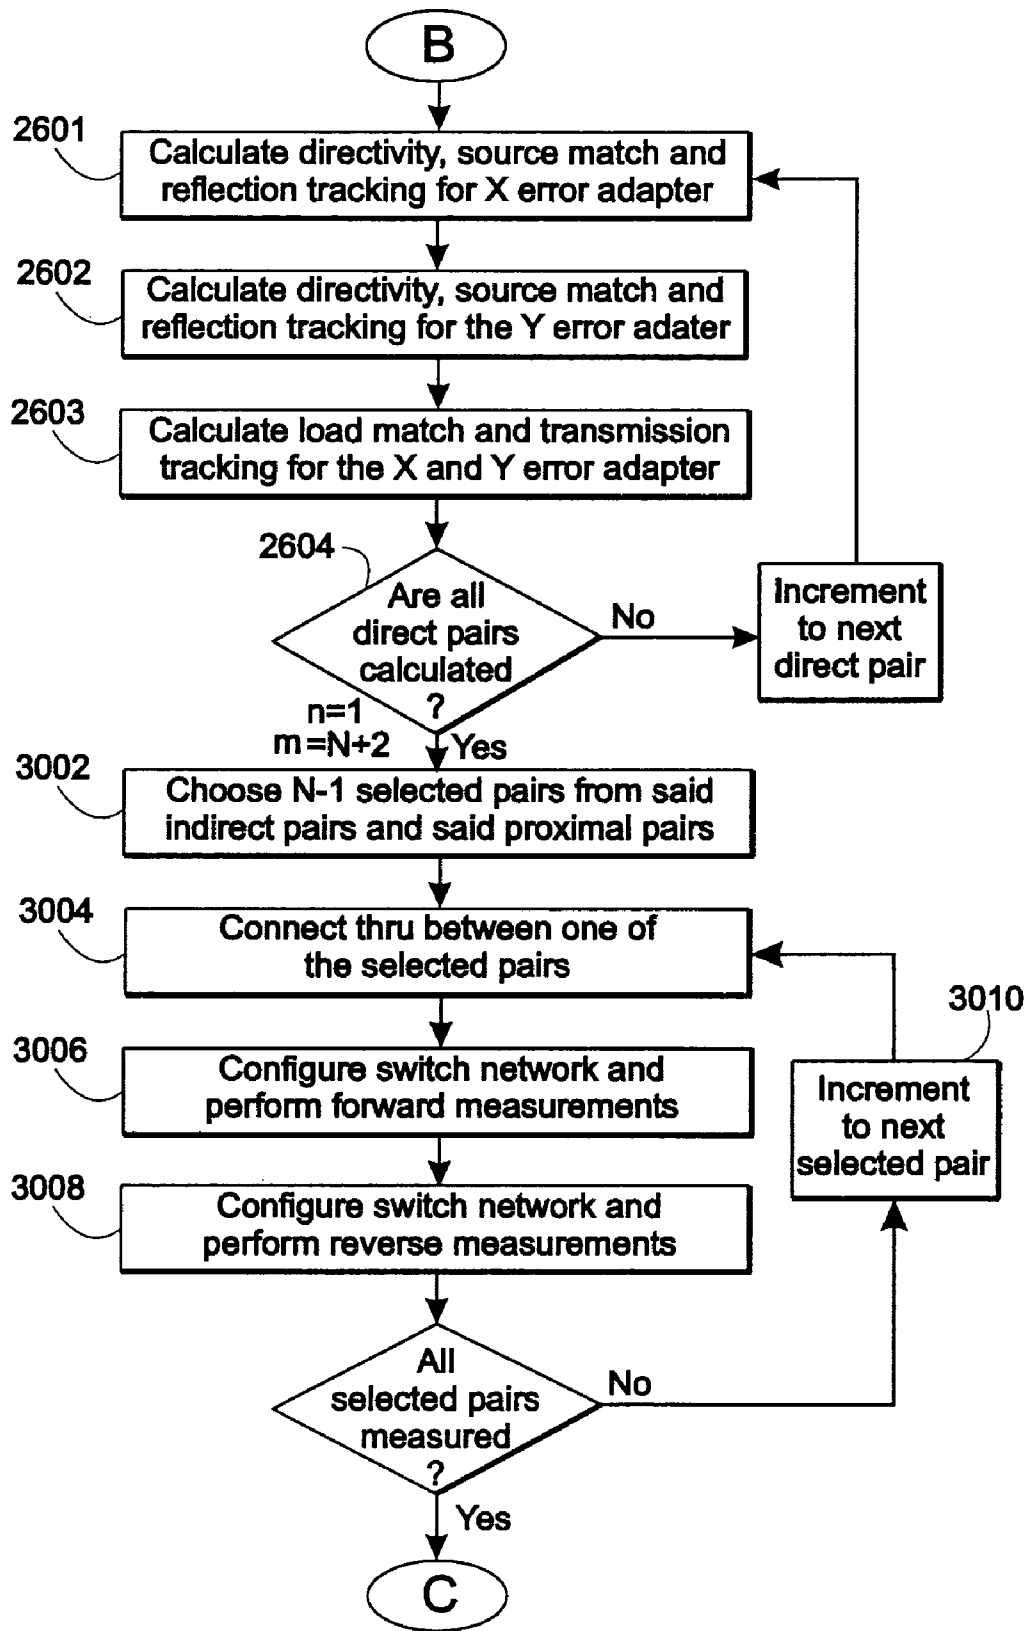 B
2601
Calculate directivity, source match and
reflection tracking for X error adapter
2602
Calculate directivity, source match and
reflection tracking for the Y error adater
2603
Calculate load match and transmission
tracking for the X and Y error adapter
2604
Are all
direct pairs
calculated
?
No
Increment
to next
direct pair
n=1
m=N+2
Yes
3002
Choose N-1 selected pairs from said
indirect pairs and said proximal pairs
3004
Connect thru between one of
the selected pairs
3006
Configure switch network and
perform forward measurements
3008
Configure switch network and
perform reverse measurements
3010
Increment
to next
selected pair
All
selected pairs
measured
?
No
Yes
C